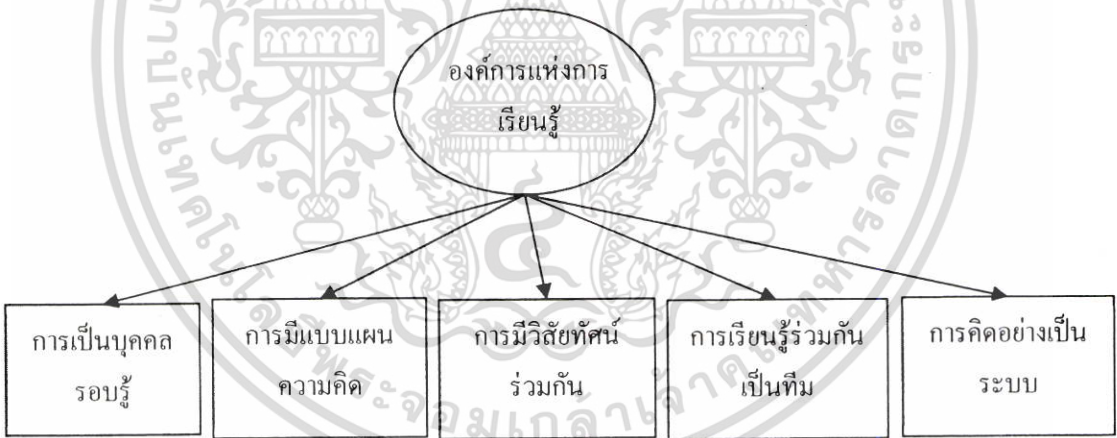 องค์การแห่งการ
เรียนรู้
การเป็นบุคคล
รอบรู้
การมีแบบแผน
ความคิด
การมีวิสัยทัศน์
ร่วมกัน
การเรียนรู้ร่วมกัน
เป็นทีม
การคิดอย่างเป็น
ระบบ